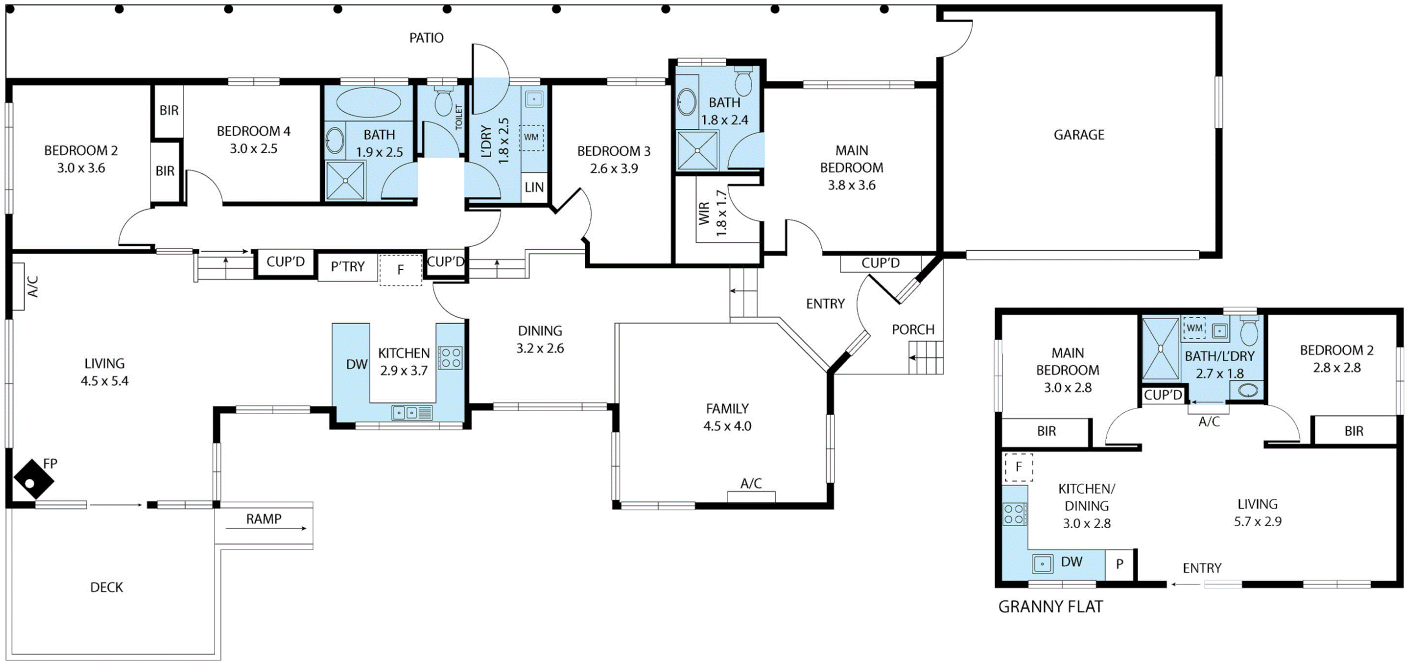 PATIO
BEDROOM 2
3.0 x 3.6
BIR
BIR
BEDROOM 4
3.0 x 2.5
BATH
1.9 x 2.5
TOILET
L'DRY
1.8 x 2.5
WM
LIN
BEDROOM 3
2.6 x 3.9
BATH
1.8 x 2.4
WIR
1.8 x 1.7
MAIN
BEDROOM
3.8 x 3.6
GARAGE
A/C
CUP'D
P'TRY
F
CUP'D
CUP'D
ENTRY
PORCH
LIVING
4.5 x 5.4
DW
KITCHEN
2.9 x 3.7
DINING
3.2 x 2.6
FAMILY
4.5 x 4.0
A/C
FP
RAMP
DECK
MAIN
BEDROOM
3.0 x 2.8
BIR
WM
BATH/L'DRY
2.7 x 1.8
CUP'D
A/C
BEDROOM 2
2.8 x 2.8
BIR
F
KITCHEN/
DINING
3.0 x 2.8
DW
P
LIVING
5.7 x 2.9
ENTRY
GRANNY FLAT